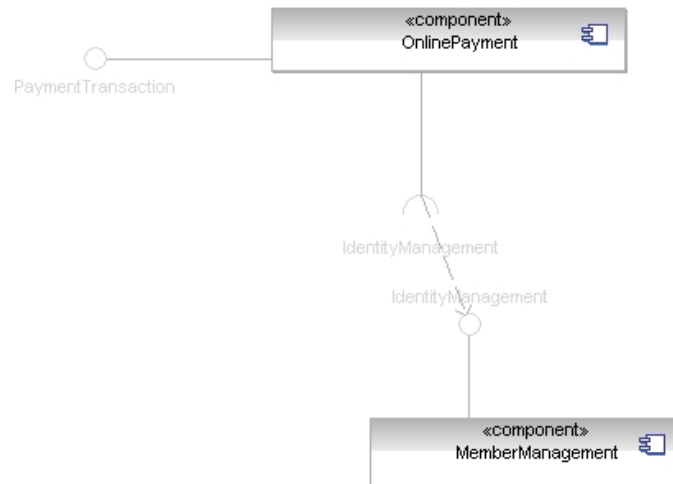 «component»
OnlinePayment
PaymentTransaction
IdentityManagement
IdentityManagement
«component»
MemberManagement